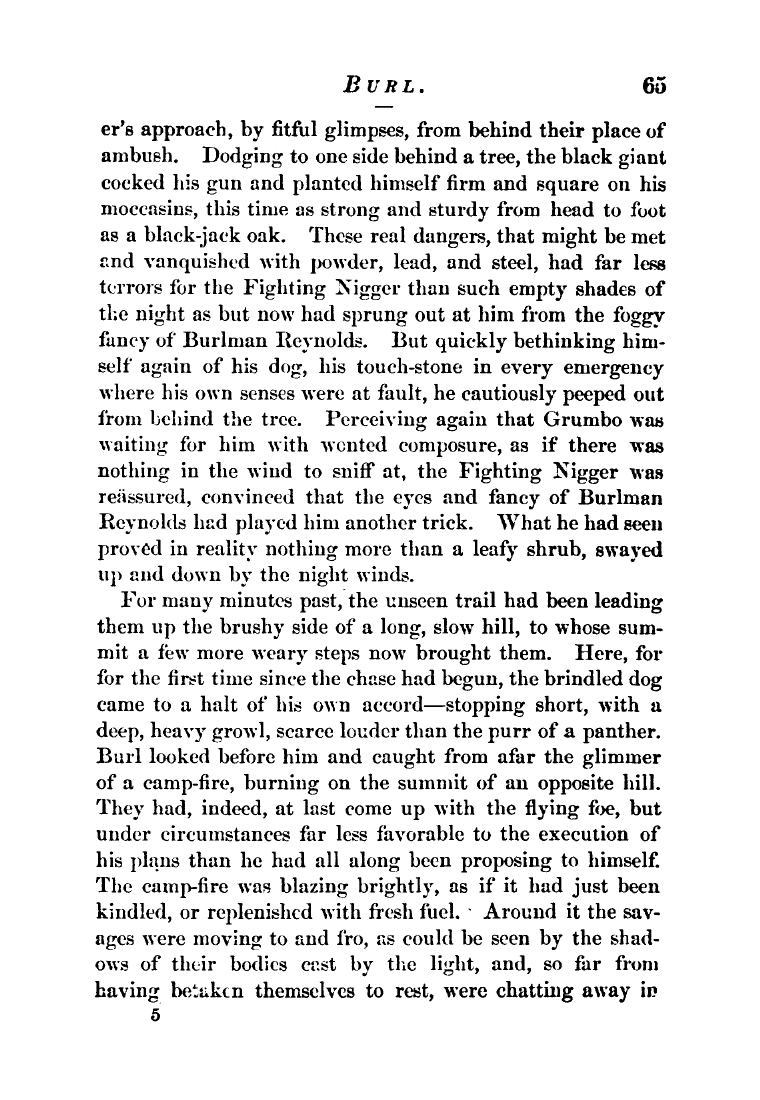 BURL. 65
er's approach, by fitful glimpses, from behind their place of
ambush. Dodging to one side behind a tree, the black giant
cocked his gun and planted himself firm and square on his
moccasins, this time as strong and sturdy from head to foot
as a black-jack oak. These real dangers, that might be met
and vanquished with powder, lead, and steel, had far less
terrors for the Fighting Nigger than such empty shades of
the night as but now had sprung out at him from the foggy
fancy of Burlman Reynolds. But quickly bethinking him-
self again of his dog, his touch-stone in every emergency
where his own senses were at fault, he cautiously peeped out
from behind the tree. Perceiving again that Grumbo was
waiting for him with wonted composure, as if there was
nothing in the wind to sniff at, the Fighting Nigger was
reässured, convinced that the eyes and fancy of Burlman
Reynolds had played him another trick. What he had seen
proved in reality nothing more than a leafy shrub, swayed
up and down by the night winds.
For many minutes past, the unseen trail had been leading
them up the brushy side of a long, slow hill, to whose sum-
mit a few more weary steps now brought them. Here, for
for the first time since the chase had begun, the brindled dog
came to a halt of his own accord—stopping short, with a
deep, heavy growl, scarce louder than the purr of a panther.
Burl looked before him and caught from afar the glimmer
of a camp-fire, burning on the summit of an opposite hill.
They had, indeed, at last come up with the flying foe, but
under circumstances far less favorable to the execution of
his plans than he had all along been proposing to himself.
The camp-fire was blazing brightly, as if it had just been
kindled, or replenished with fresh fuel. Around it the sav-
ages were moving to and fro, as could be seen by the shad-
ows of their bodies cast by the light, and, so far from
having betaken themselves to rest, were chatting away in
5